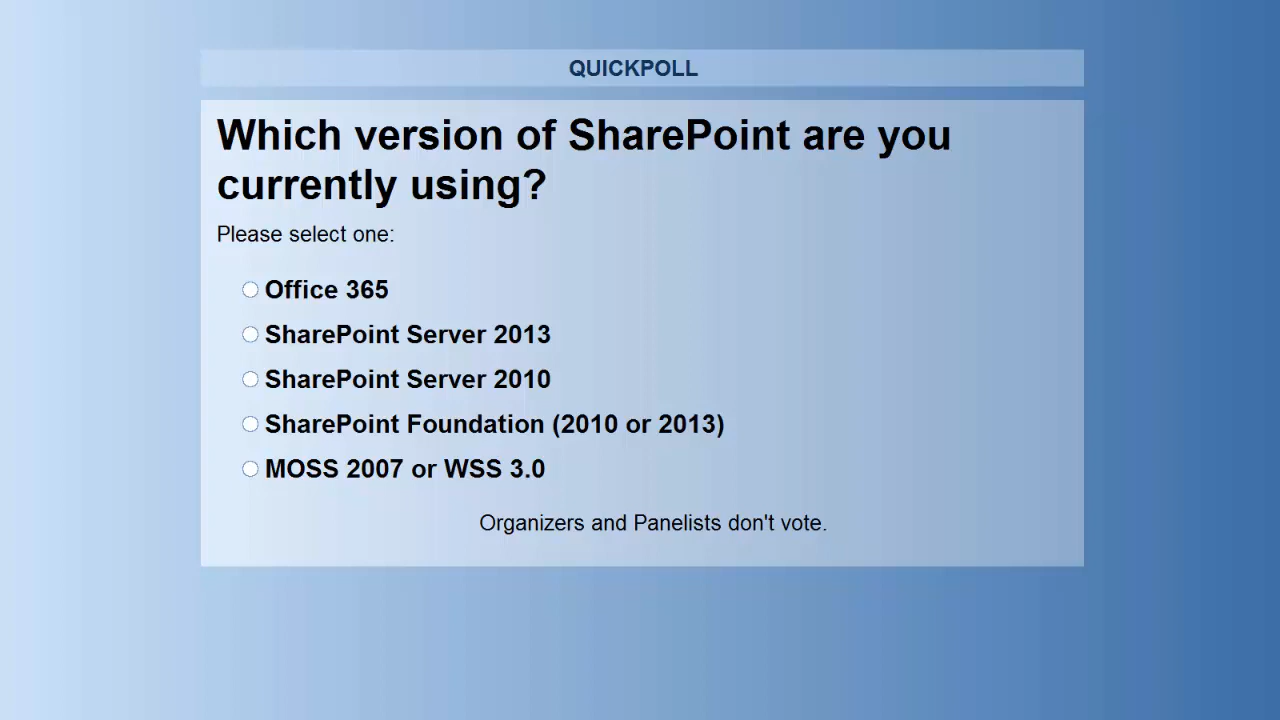 QUICKPOLL
Which version of SharePoint are you
currently using?
Please select one:
Office 365
SharePoint Server 2013
SharePoint Server 2010
SharePoint Foundation (2010 or 2013)
MOSS 2007 or WSS 3.0
Organizers and Panelists don't vote.